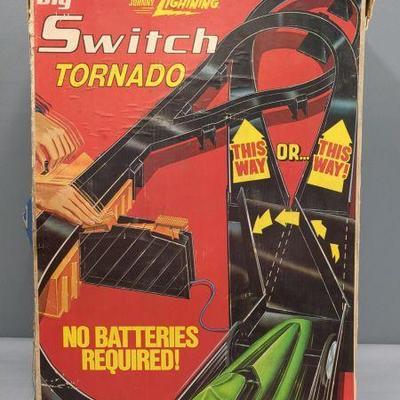 Big
JOHNNY
LIGHTNING
Switch
TORNADO
THIS
WAY
OR...
THIS
WAY!
NO BATTERIES
REQUIRED!